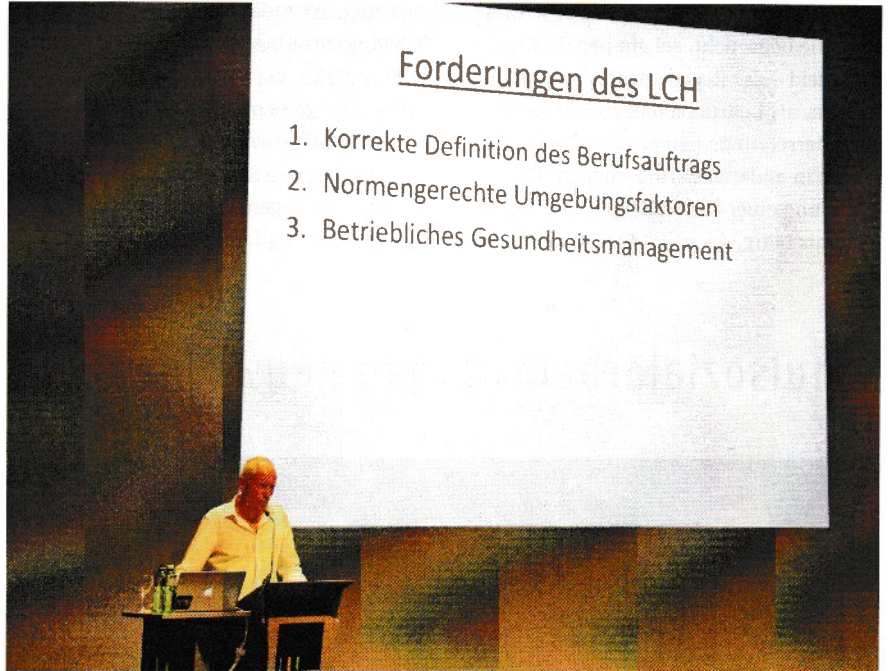 Forderungen des LCH
1. Korrekte Definition des Berufsauftrags
2. Normengerechte Umgebungsfaktoren
3. Betriebliches Gesundheitsmanagement